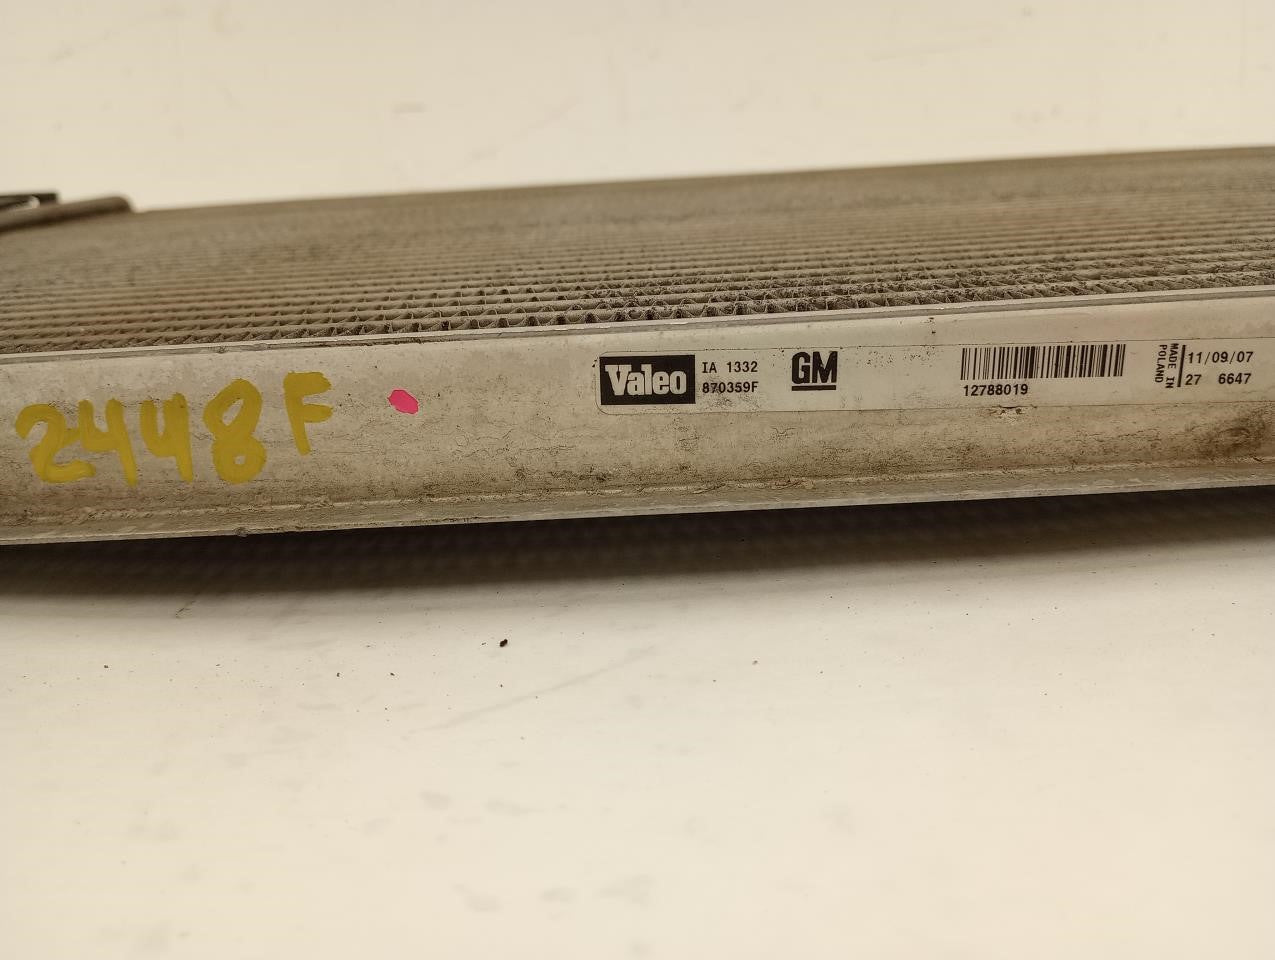 2448F
Valeo
IA 1332
870359F
GM
12788019
MADE IN
POLAND
11/09/07
27 6647